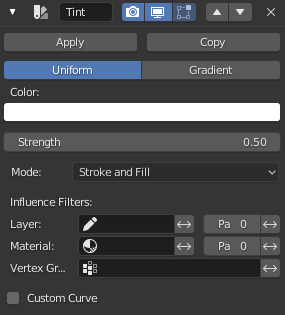 Tint
Apply Copy
Uniform Gradient
Color:
Strength 0.50
Mode: Stroke and Fill
Influence Filters:
Layer: Pa 0
Material: Pa 0
Vertex Gr...
Custom Curve